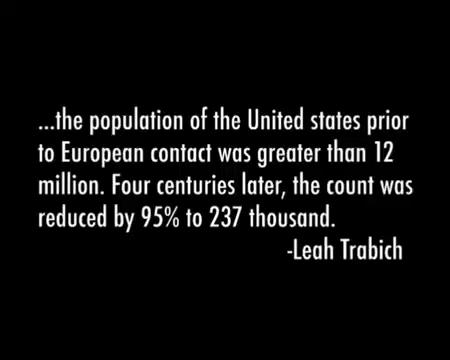 ...the population of the United states prior
to European contact was greater than 12
million. Four centuries later, the count was
reduced by 95% to 237 thousand.
-Leah Trabich